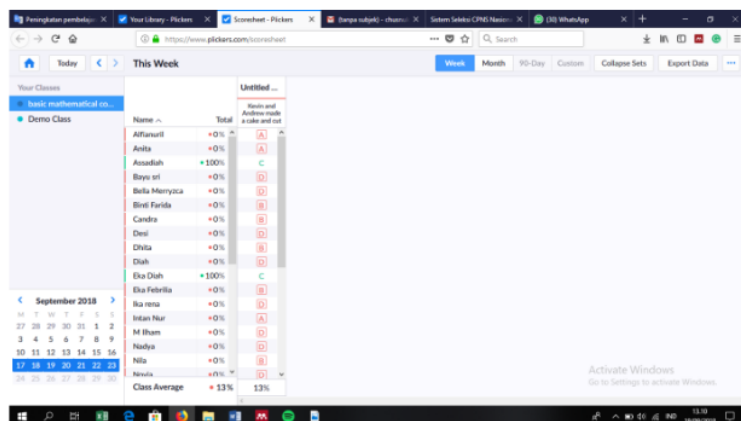 Peningkatan pembelaja
Your Library - Plickers
Scoresheet - Plickers
(tanpa subjek) - chusnul
Sistem Seleksi CPNS Nasion
(30) WhatsApp
https://www.plickers.com/scoresheet
Search
Today
This Week
Week
Month
90-Day
Custom
Collapse Sets
Export Data
Your Classes
basic mathematical co...
Demo Class
Untitled ...
Kevin and
Andrew made
a cake and cut
Name
Total
Alfianuril 0% A
Anita 0% A
Assadiah 100% C
Bayu sri 0% D
Bella Merryzca 0% D
Binti Farida 0% B
Candra 0% B
Desi 0% D
Dhita 0% B
Diah 0% D
Eka Diah 100% C
Eka Febrilia 0% B
Ika rena 0% B
Intan Nur 0% A
M Ilham 0% D
Nadya 0% D
Nila 0% B
Novia 0% D
Class Average 13% 13%
September 2018
M T W T F S S
27 28 29 30 31 1 2
3 4 5 6 7 8 9
10 11 12 13 14 15 16
17 18 19 20 21 22 23
24 25 26 27 28 29 30
Activate Windows
Go to Settings to activate Windows.
IND
13.10